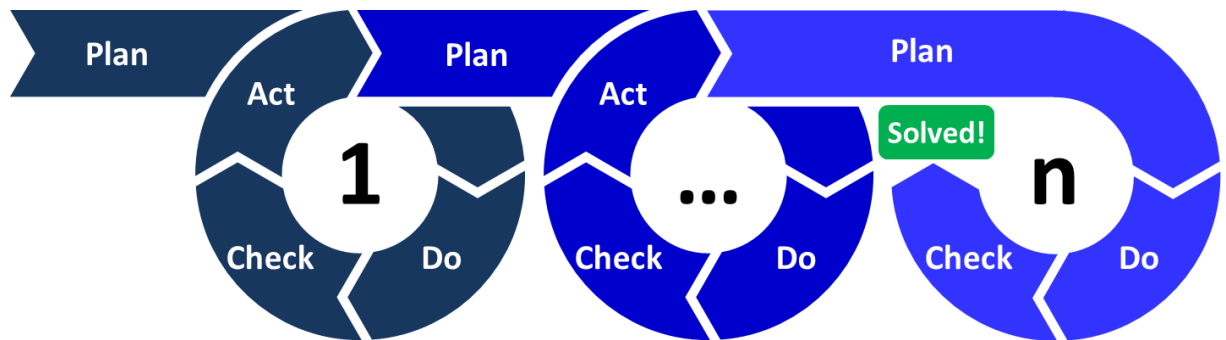 Plan
Act
1
Check
Do
Plan
Act
...
Check
Do
Plan
Solved!
n
Check
Do